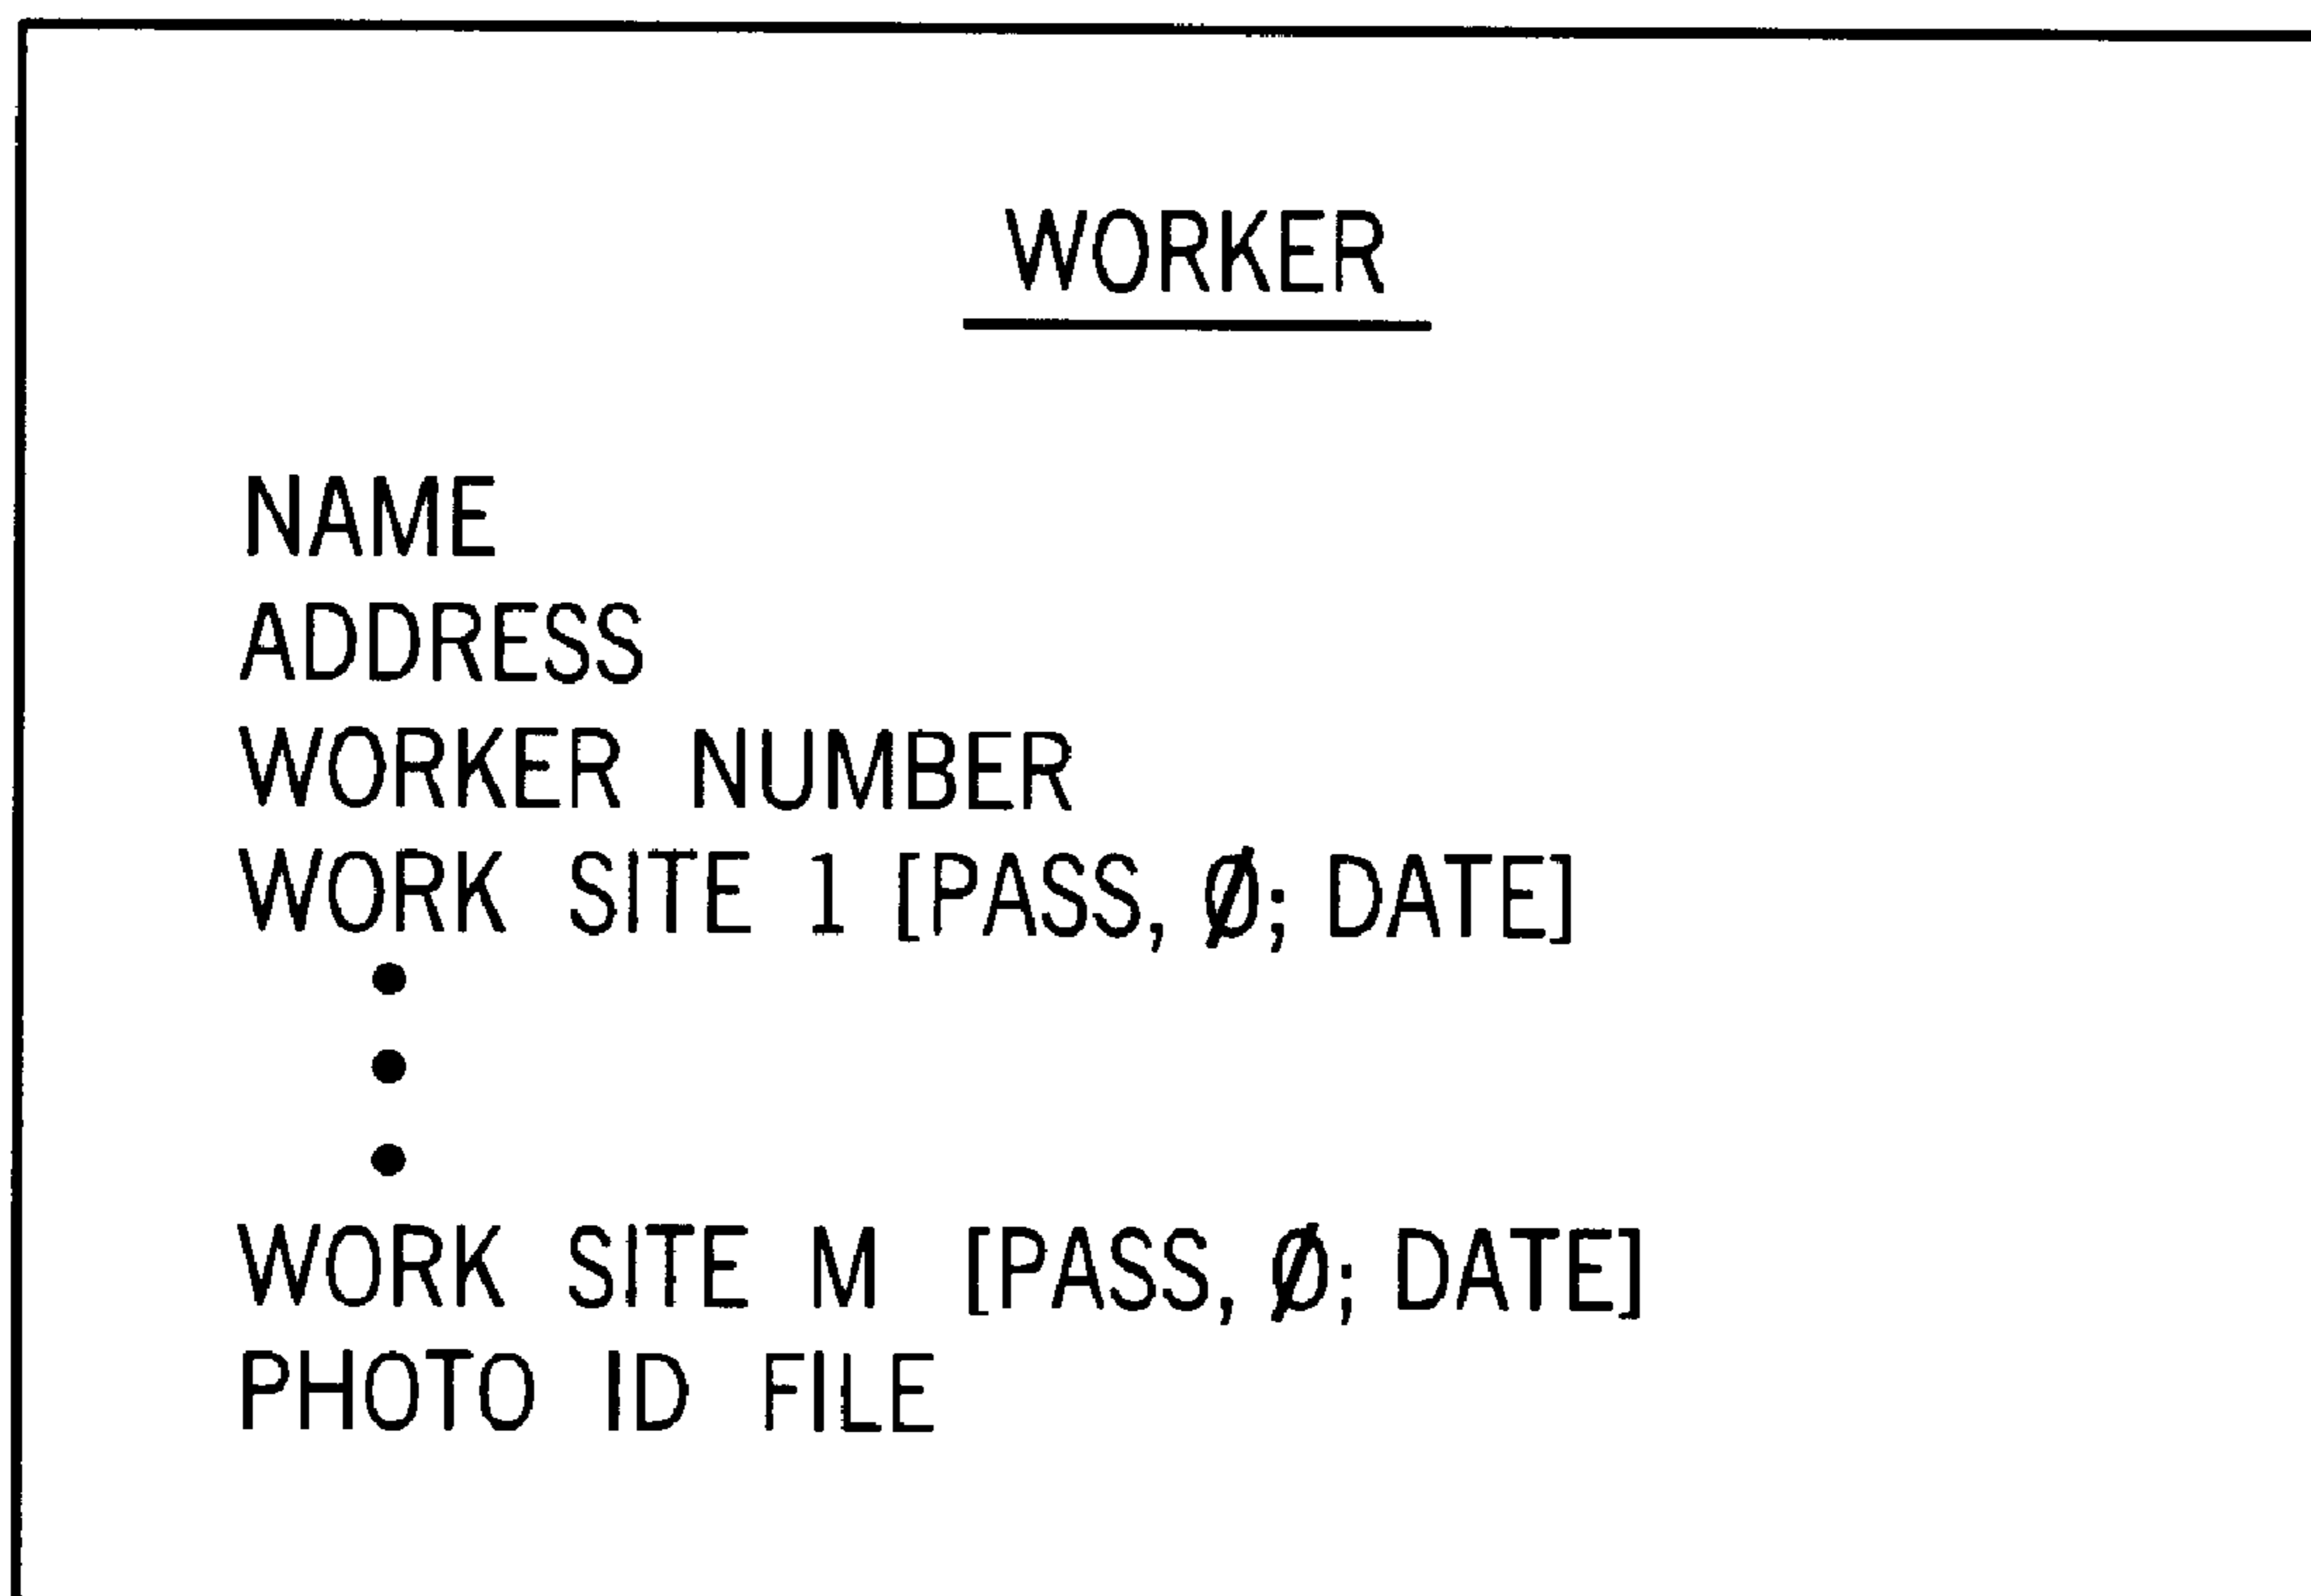 WORKER
NAME
ADDRESS
WORKER NUMBER
WORK SITE 1 [PASS, Ø; DATE]
•
•
•
WORK SITE M [PASS, Ø; DATE]
PHOTO ID FILE